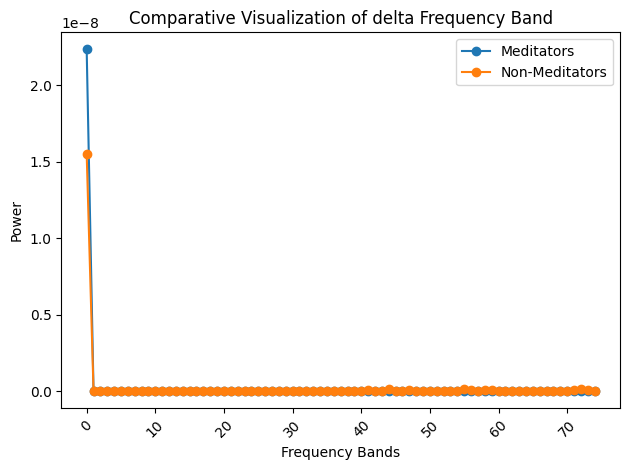 Comparative Visualization of delta Frequency Band
1e−8
Meditators
Non-Meditators
2.0
1.5
1.0
0.5
0.0
Power
0 10 20 30 40 50 60 70
Frequency Bands